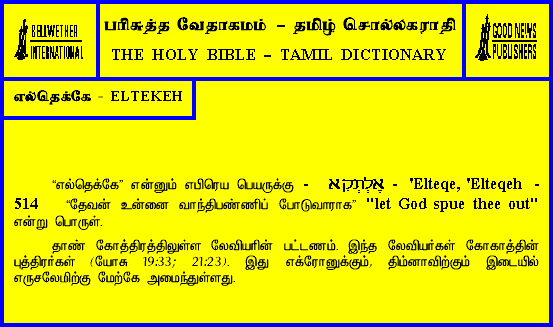 BELLWETHER
INTERNATIONAL
பரிசுத்த வேதாகமம் – தமிழ் சொல்லகராதி
THE HOLY BIBLE – TAMIL DICTIONARY
GOOD NEWS
PUBLISHERS
எல்தெக்கே - ELTEKEH
“எல்தெக்கே” என்னும் எபிரெய பெயருக்கு - אֶלְתְּקֵא - 'Elteqe, 'Elteqeh -
514 “தேவன் உன்னை வாந்திபண்ணிப் போடுவாராக” "let God spue thee out"
என்று பொருள்.
தாண் கோத்திரத்திலுள்ள லேவியரின் பட்டணம். இந்த லேவியர்கள் கோகாத்தின்
புத்திரர்கள் (யோசு 19:33; 21:23). இது எக்ரோனுக்கும், திம்னாவிற்கும் இடையில்
எருசலேமிற்கு மேற்கே அமைந்துள்ளது.